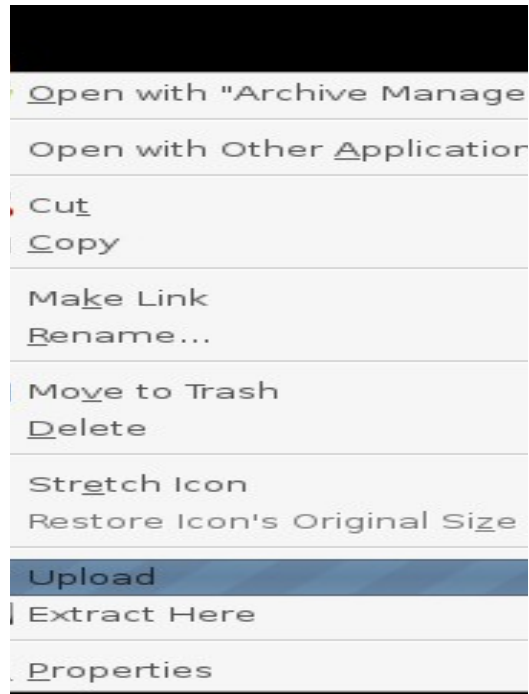 Open with "Archive Manage
Open with Other Application
Cut
Copy
Make Link
Rename...
Move to Trash
Delete
Stretch Icon
Restore Icon's Original Size
Upload
Extract Here
Properties